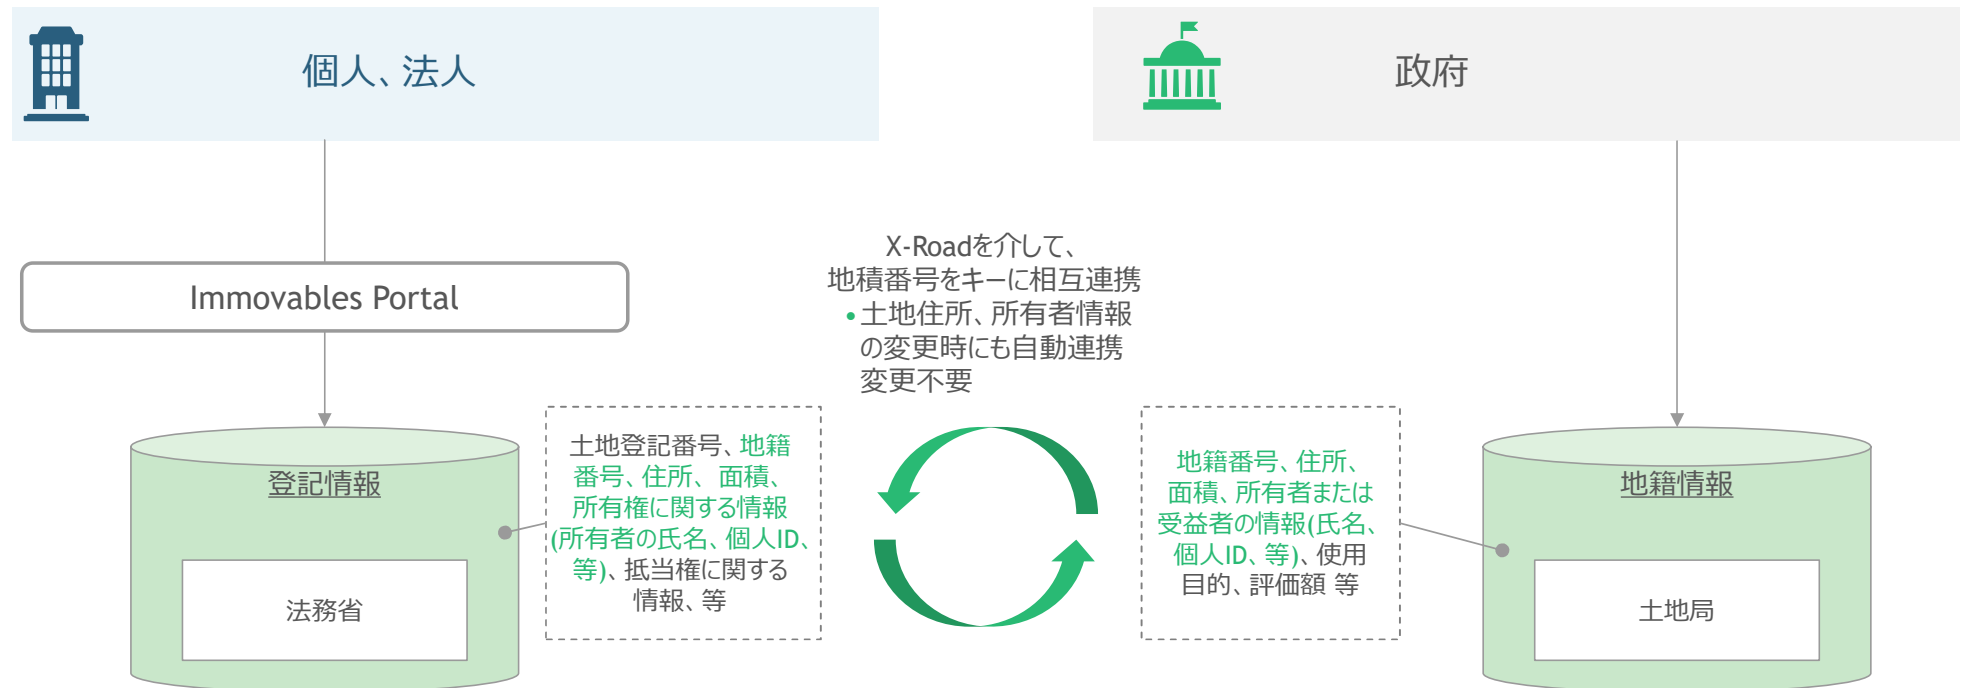 個人、法人
政府
Immovables Portal
X-Roadを介して、
地積番号をキーに相互連携
•土地住所、所有者情報
の変更時にも自動連携
変更不要
登記情報
法務省
土地登記番号、地籍
番号、住所、面積、
所有権に関する情報
(所有者の氏名、個人ID、
等)、抵当権に関する
情報、等
地籍番号、住所、
面積、所有者または
受益者の情報(氏名、
個人ID、等)、使用
目的、評価額 等
地籍情報
土地局